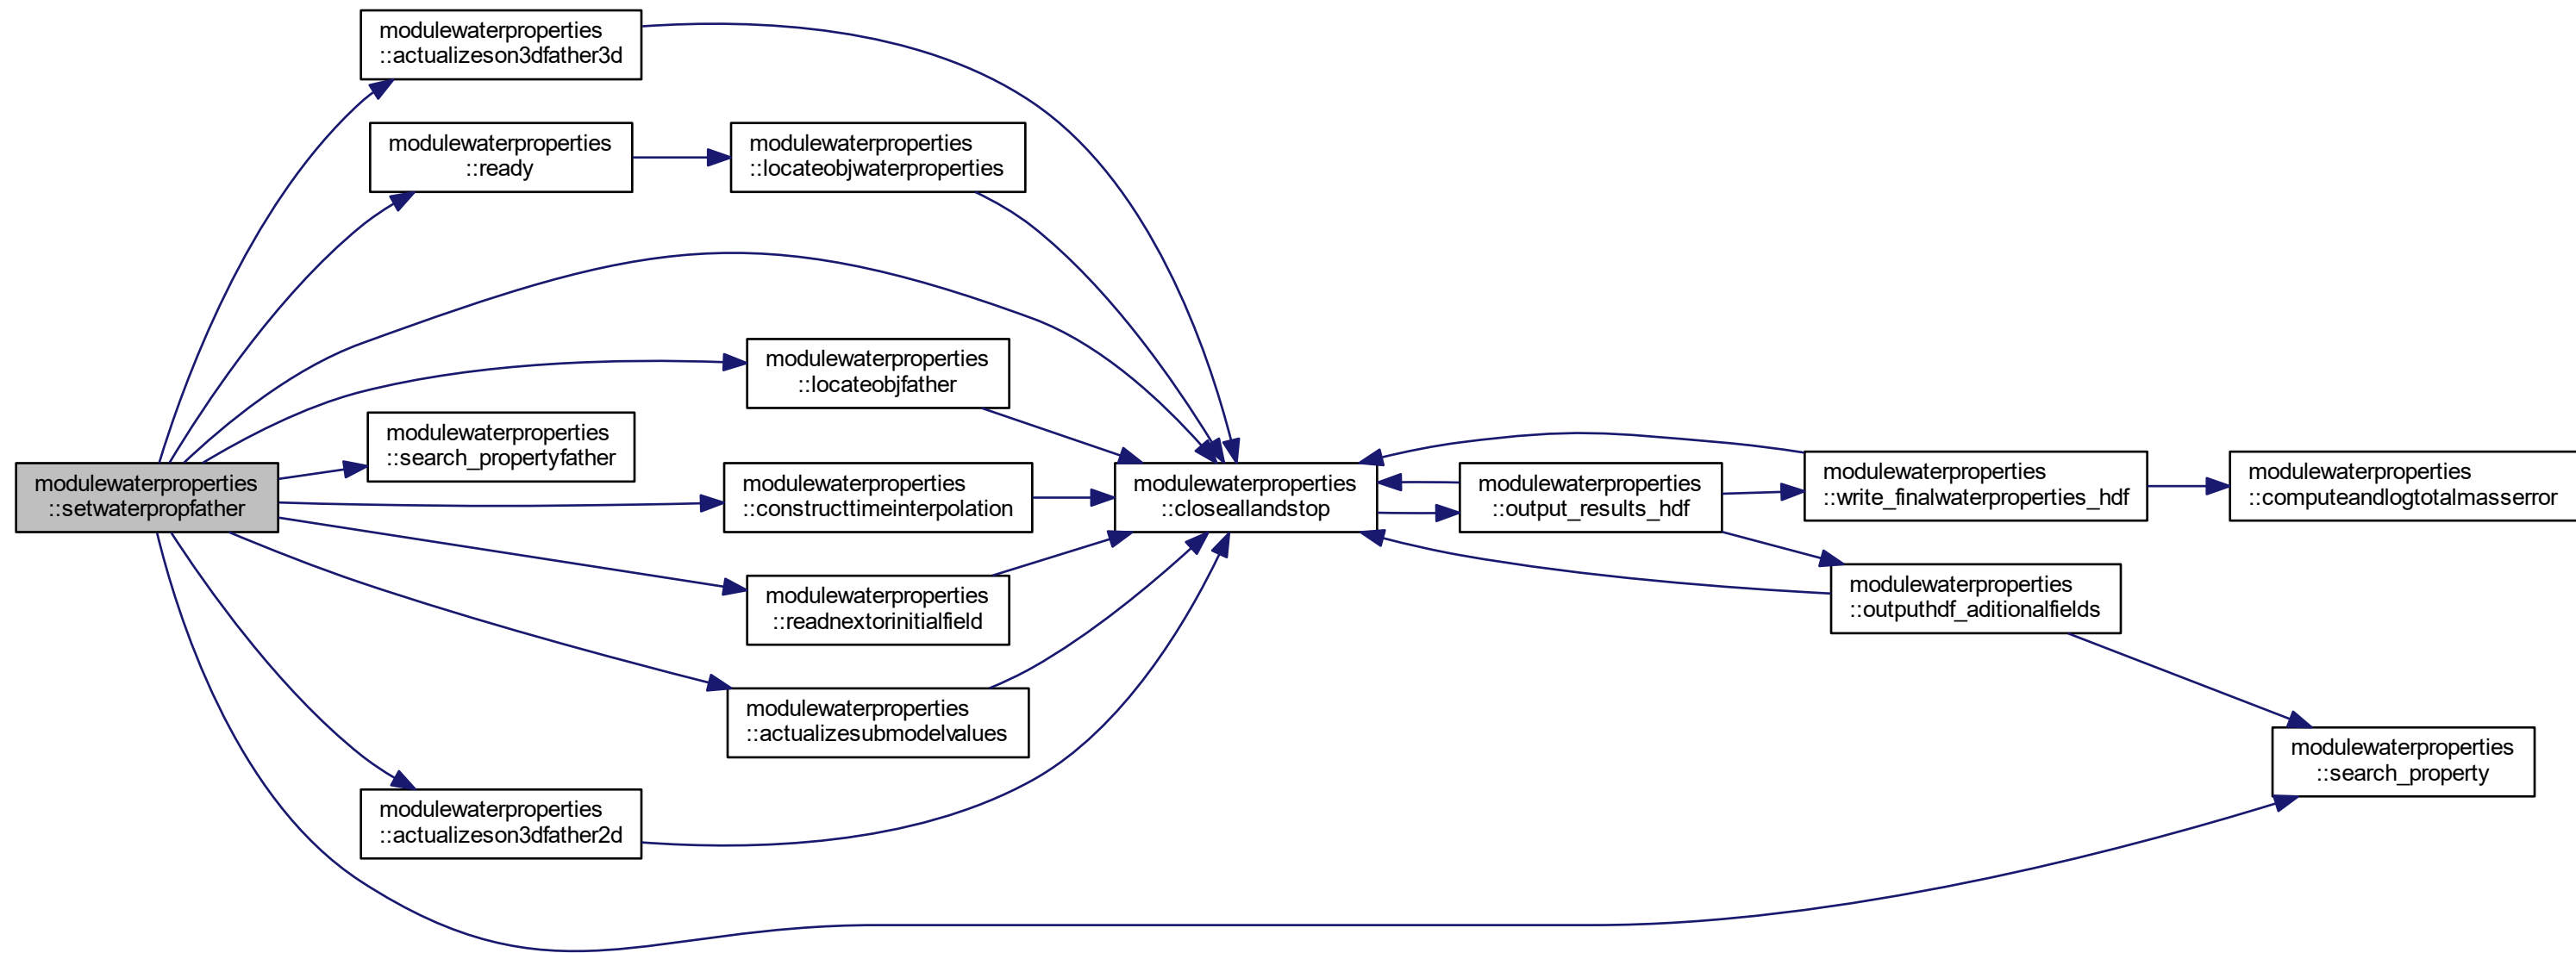 modulewaterproperties
::actualizeson3dfather3d
modulewaterproperties
::ready
modulewaterproperties
::locateobjwaterproperties
modulewaterproperties
::locateobjfather
modulewaterproperties
::search_propertyfather
modulewaterproperties
::setwaterpropfather
modulewaterproperties
::constructtimeinterpolation
modulewaterproperties
::closeallandstop
modulewaterproperties
::output_results_hdf
modulewaterproperties
::write_finalwaterproperties_hdf
modulewaterproperties
::computeandlogtotalmasserror
modulewaterproperties
::readnextorinitialfield
modulewaterproperties
::outputhdf_aditionalfields
modulewaterproperties
::actualizesubmodelvalues
modulewaterproperties
::search_property
modulewaterproperties
::actualizeson3dfather2d